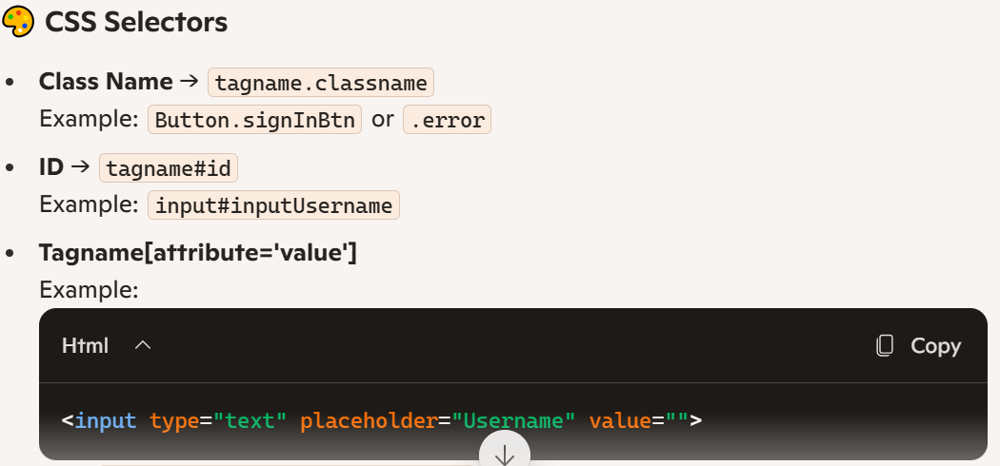 🎨 CSS Selectors
• Class Name → tagname.classname
Example: Button.signInBtn or .error
• ID → tagname#id
Example: input#inputUsername
• Tagname[attribute='value']
Example:
Html Copy
<input type="text" placeholder="Username" value="">